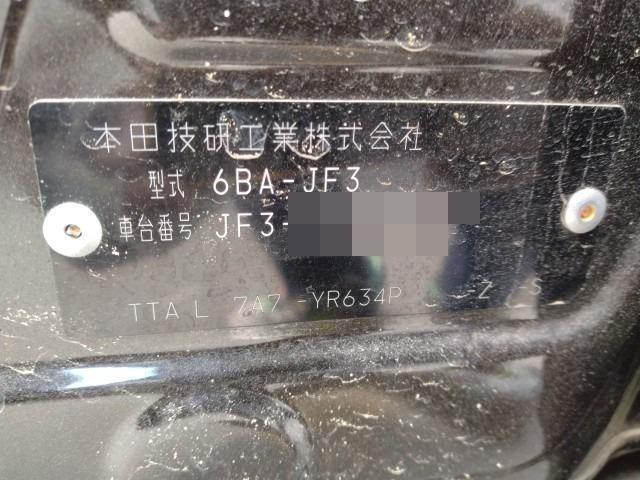 本田技研工業株式会社
型式 6BA-JF3
車台番号 JF3-
TTA L 7A7 -YR634P Z -S